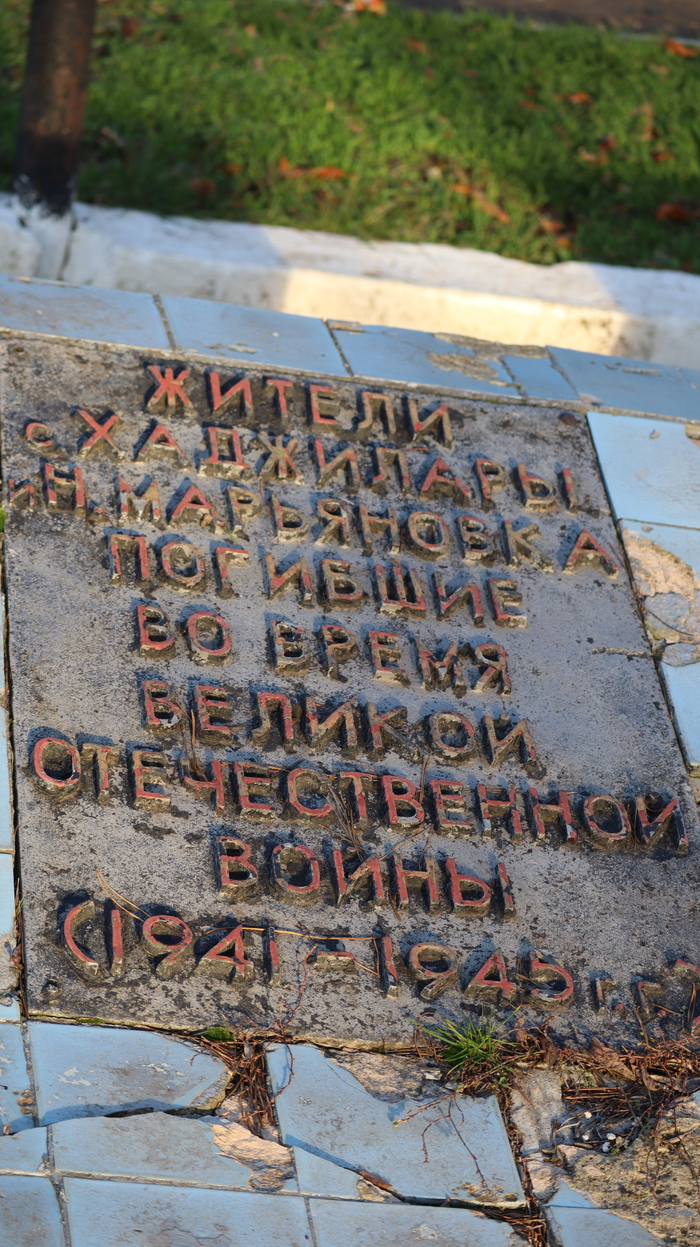 ЖИТЕЛИ
с ХАДЖИЛАРЫ
и Н. МАРЬЯНОВКА
ПОГИБШИЕ
ВО ВРЕМЯ
ВЕЛИКОЙ
ОТЕЧЕСТВЕННОЙ
ВОЙНЫ
(1941-1945 г.г.